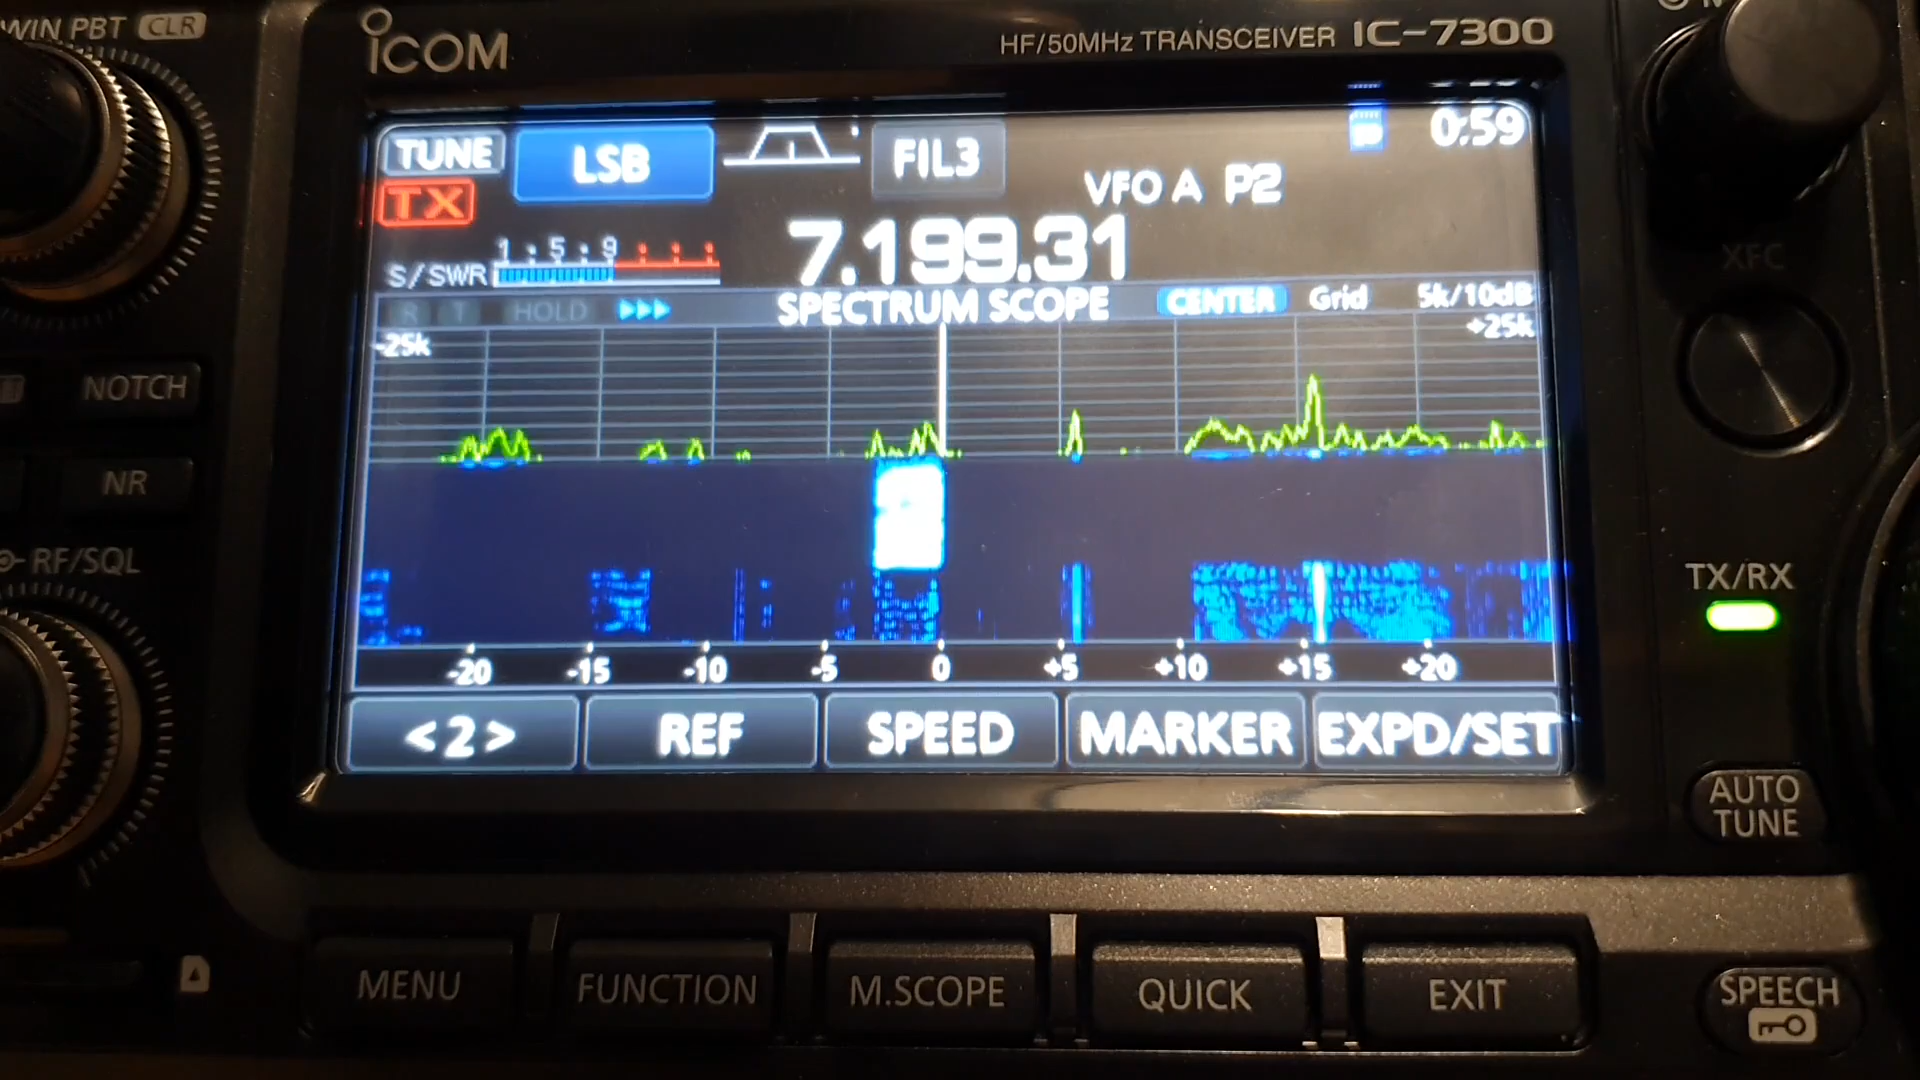 WIN PBT CLR
ICOM
HF/50MHz TRANSCEIVER IC-7300
TUNE
LSB
FIL3
0:59
TX
VFO A P2
1 5 9
7.199.31
S/SWR
R T HOLD
SPECTRUM SCOPE
CENTER
Grid
5k/10dB
-25k
+25k
XFC
NOTCH
NR
RF/SQL
TX/RX
-20 -15 -10 -5 0 +5 +10 +15 +20
<2>
REF
SPEED
MARKER
EXPD/SET
AUTO
TUNE
MENU
FUNCTION
M.SCOPE
QUICK
EXIT
SPEECH